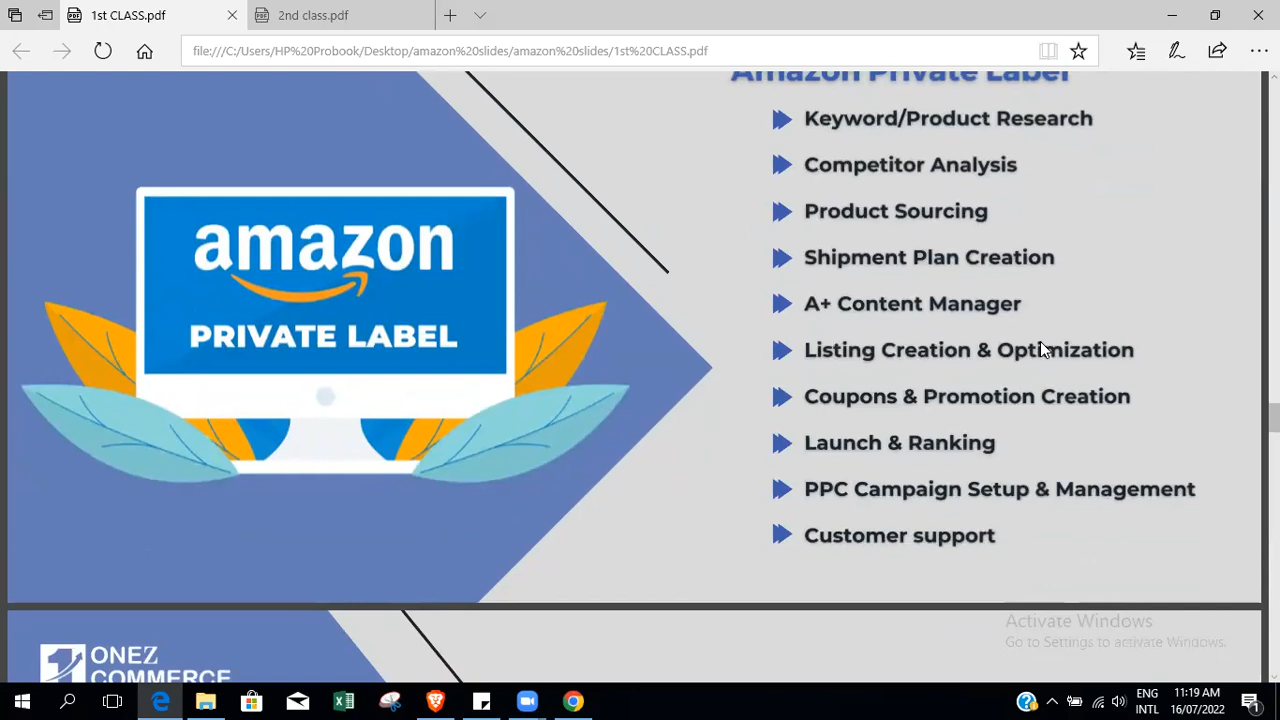 1st CLASS.pdf
2nd class.pdf
file:///C:/Users/HP%20Probook/Desktop/amazon%20slides/amazon%20slides/1st%20CLASS.pdf
Amazon Private Label
Keyword/Product Research
Competitor Analysis
Product Sourcing
Shipment Plan Creation
A+ Content Manager
Listing Creation & Optimization
Coupons & Promotion Creation
Launch & Ranking
PPC Campaign Setup & Management
Customer support
amazon
PRIVATE LABEL
ONEZ
COMMERCE
Activate Windows
Go to Settings to activate Windows.
ENG
INTL
11:19 AM
16/07/2022